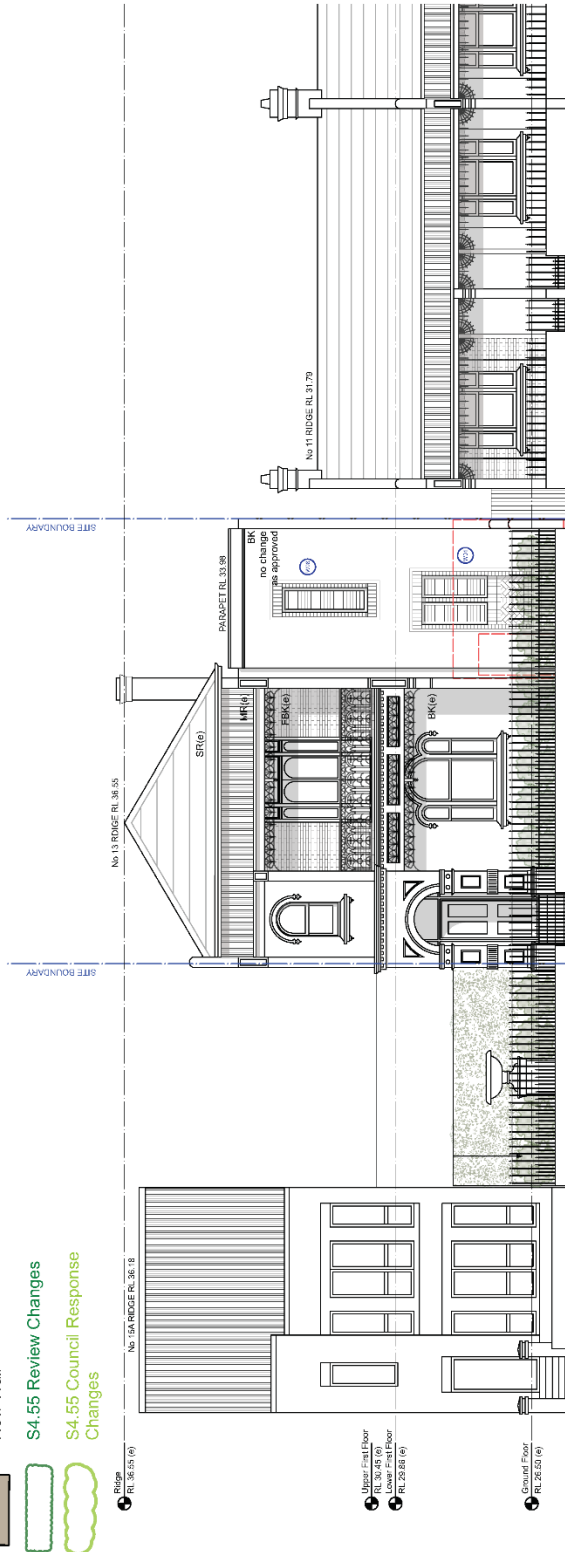 S4.55 Review Changes
S4.55 Council Response
Changes
Ridge
RL 36.55 (e)
Upper First Floor
RL 30.45 (e)
Lower First Floor
RL 29.88 (e)
Ground Floor
RL 26.50 (e)
No 15A RIDGE RL 36.18
SITE BOUNDARY
No 13 RDIGE RL 36.55
SR(e)
MR(e)
FBK(e)
BK(e)
PARAPET RL 33.98
BK
no change
as approved
SITE BOUNDARY
No 11 RIDGE RL 31.79